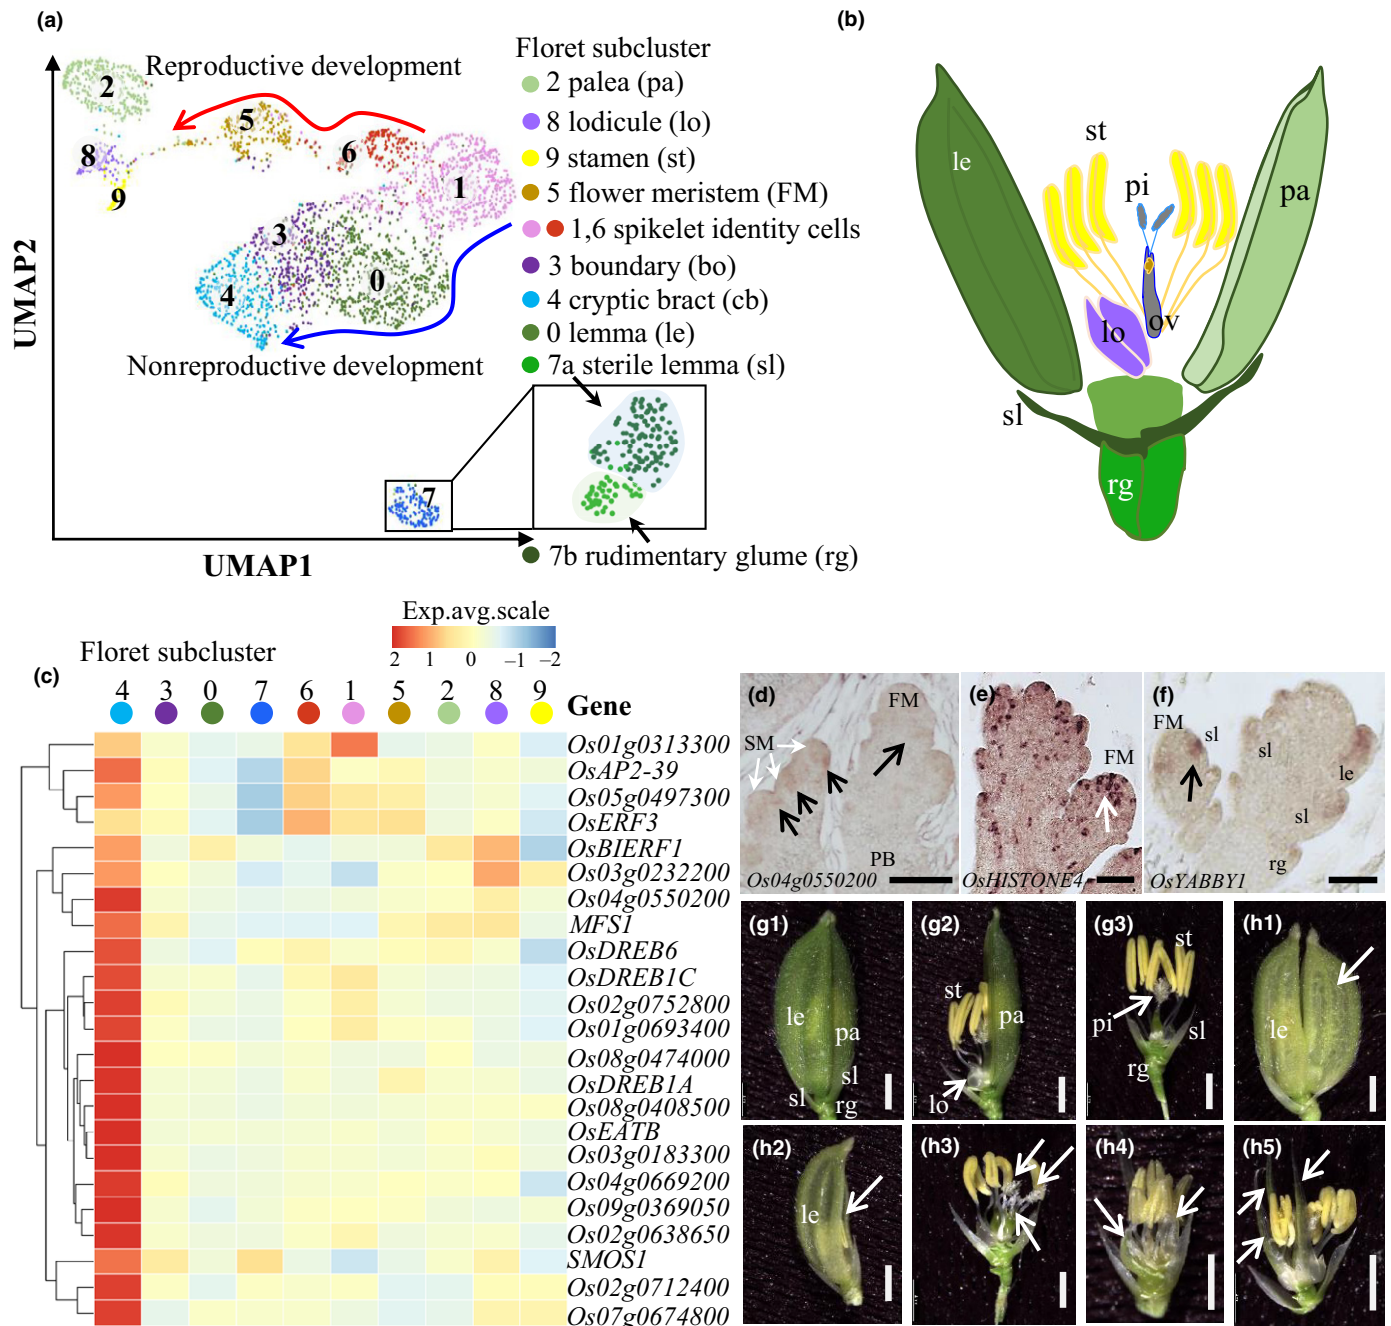 (a)
Reproductive development
2
5
6
8
9
1
3
0
4
Nonreproductive development
7
UMAP2
UMAP1
Floret subcluster
2 palea (pa)
8 lodicule (lo)
9 stamen (st)
5 flower meristem (FM)
1,6 spikelet identity cells
3 boundary (bo)
4 cryptic bract (cb)
0 lemma (le)
7a sterile lemma (sl)
7b rudimentary glume (rg)
(b)
le
st
pi
pa
lo
ov
sl
rg
(c)
Exp.avg.scale
2 1 0 –1 –2
Floret subcluster
4 3 0 7 6 1 5 2 8 9
Gene
Os01g0313300
OsAP2-39
Os05g0497300
OsERF3
OsBIERF1
Os03g0232200
Os04g0550200
MFS1
OsDREB6
OsDREB1C
Os02g0752800
Os01g0693400
Os08g0474000
OsDREB1A
Os08g0408500
OsEATB
Os03g0183300
Os04g0669200
Os09g0369050
Os02g0638650
SMOS1
Os02g0712400
Os07g0674800
(d)
FM
SM
PB
Os04g0550200
(e)
FM
OsHISTONE4
(f)
FM
sl
sl
le
sl
rg
OsYABBY1
(g1)
le
pa
sl
sl
rg
(g2)
st
pa
lo
(g3)
st
pi
sl
rg
(h1)
le
(h2)
le
(h3)
(h4)
(h5)